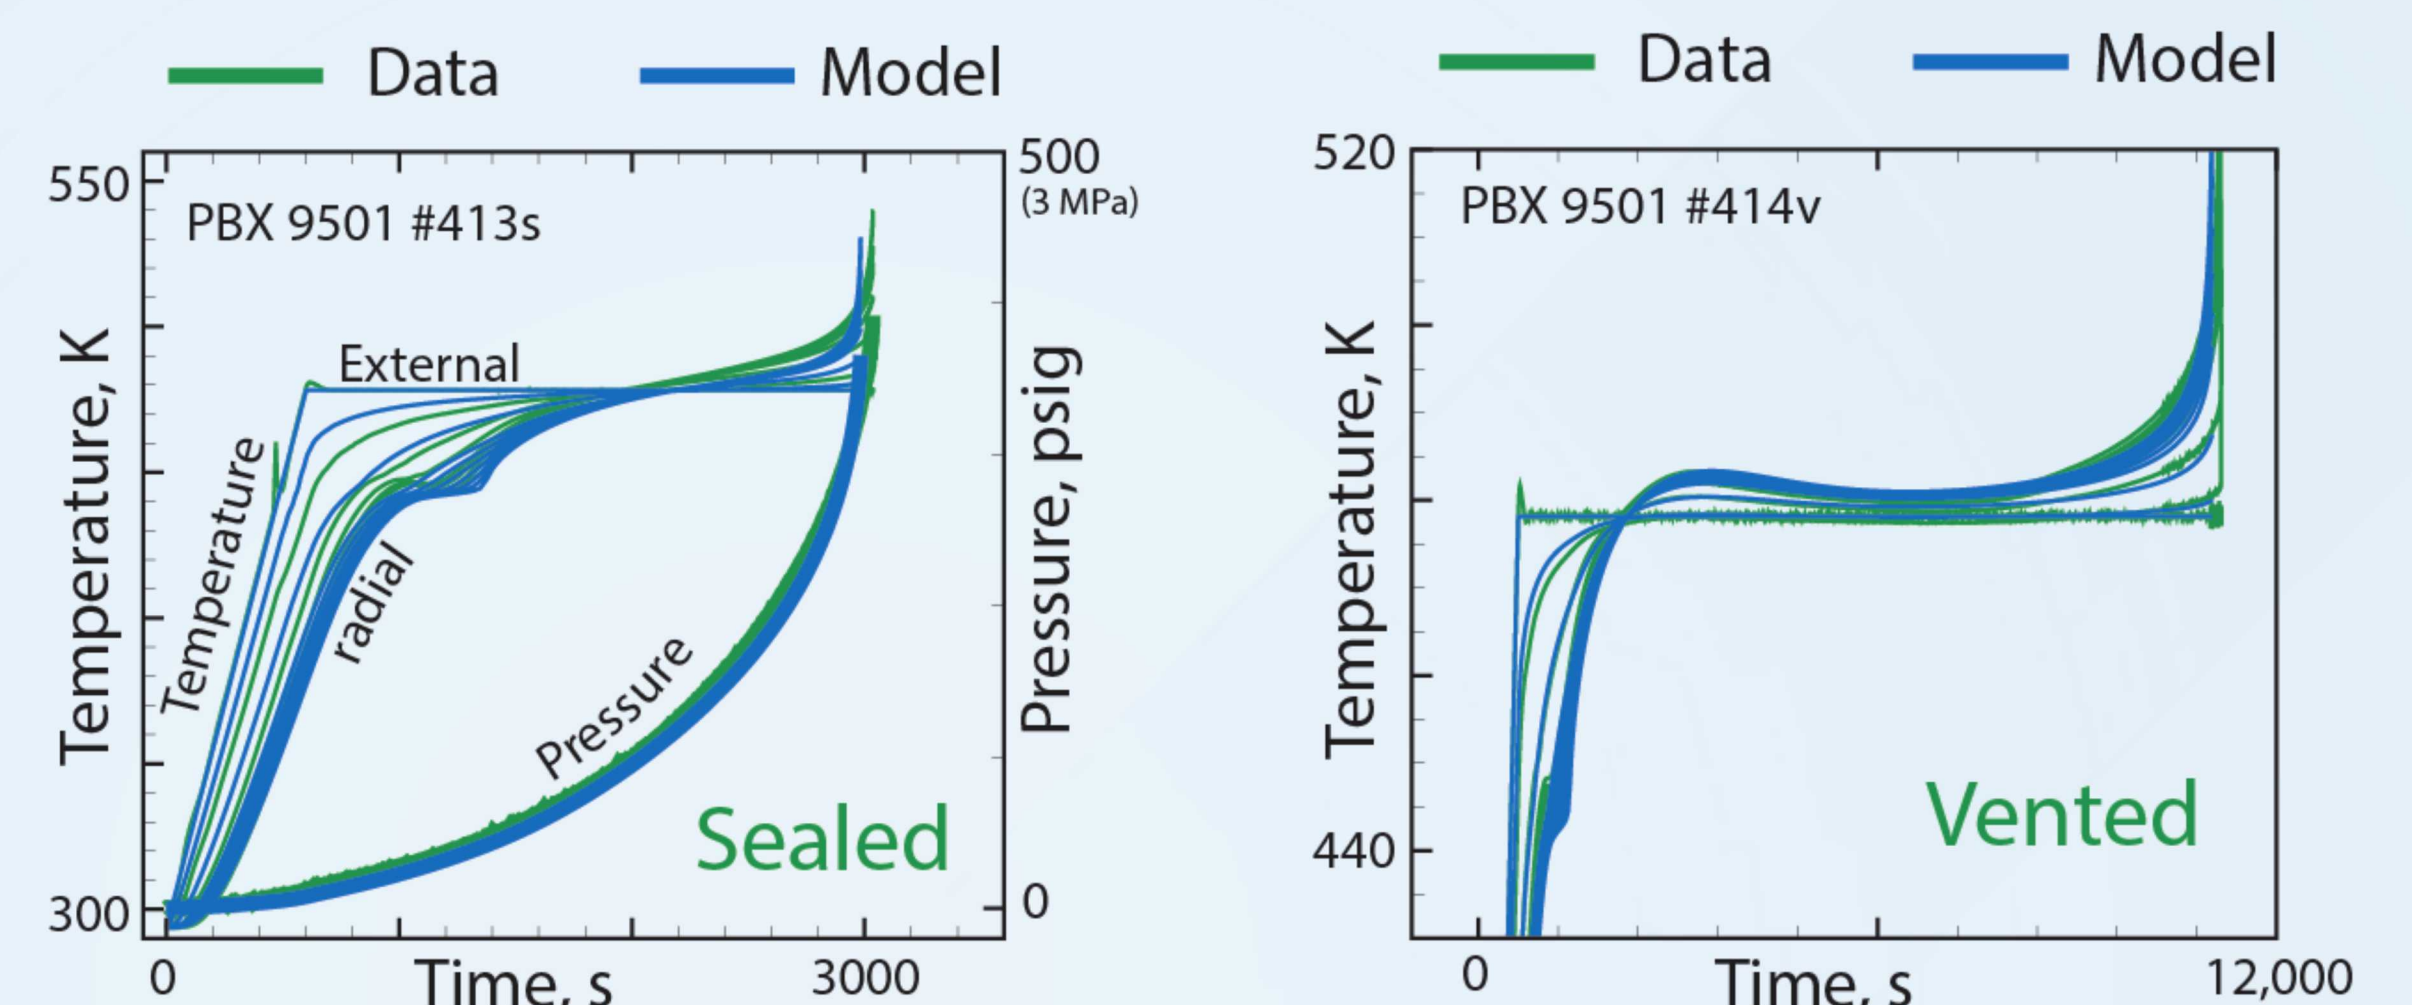 Data Model
550
500
(3 MPa)
PBX 9501 #413s
External
Temperature
radial
Pressure
Sealed
Temperature, K
Pressure, psig
300
0
0
Time, s
3000
Data Model
520
PBX 9501 #414v
Temperature, K
Vented
440
0
Time, s
12,000